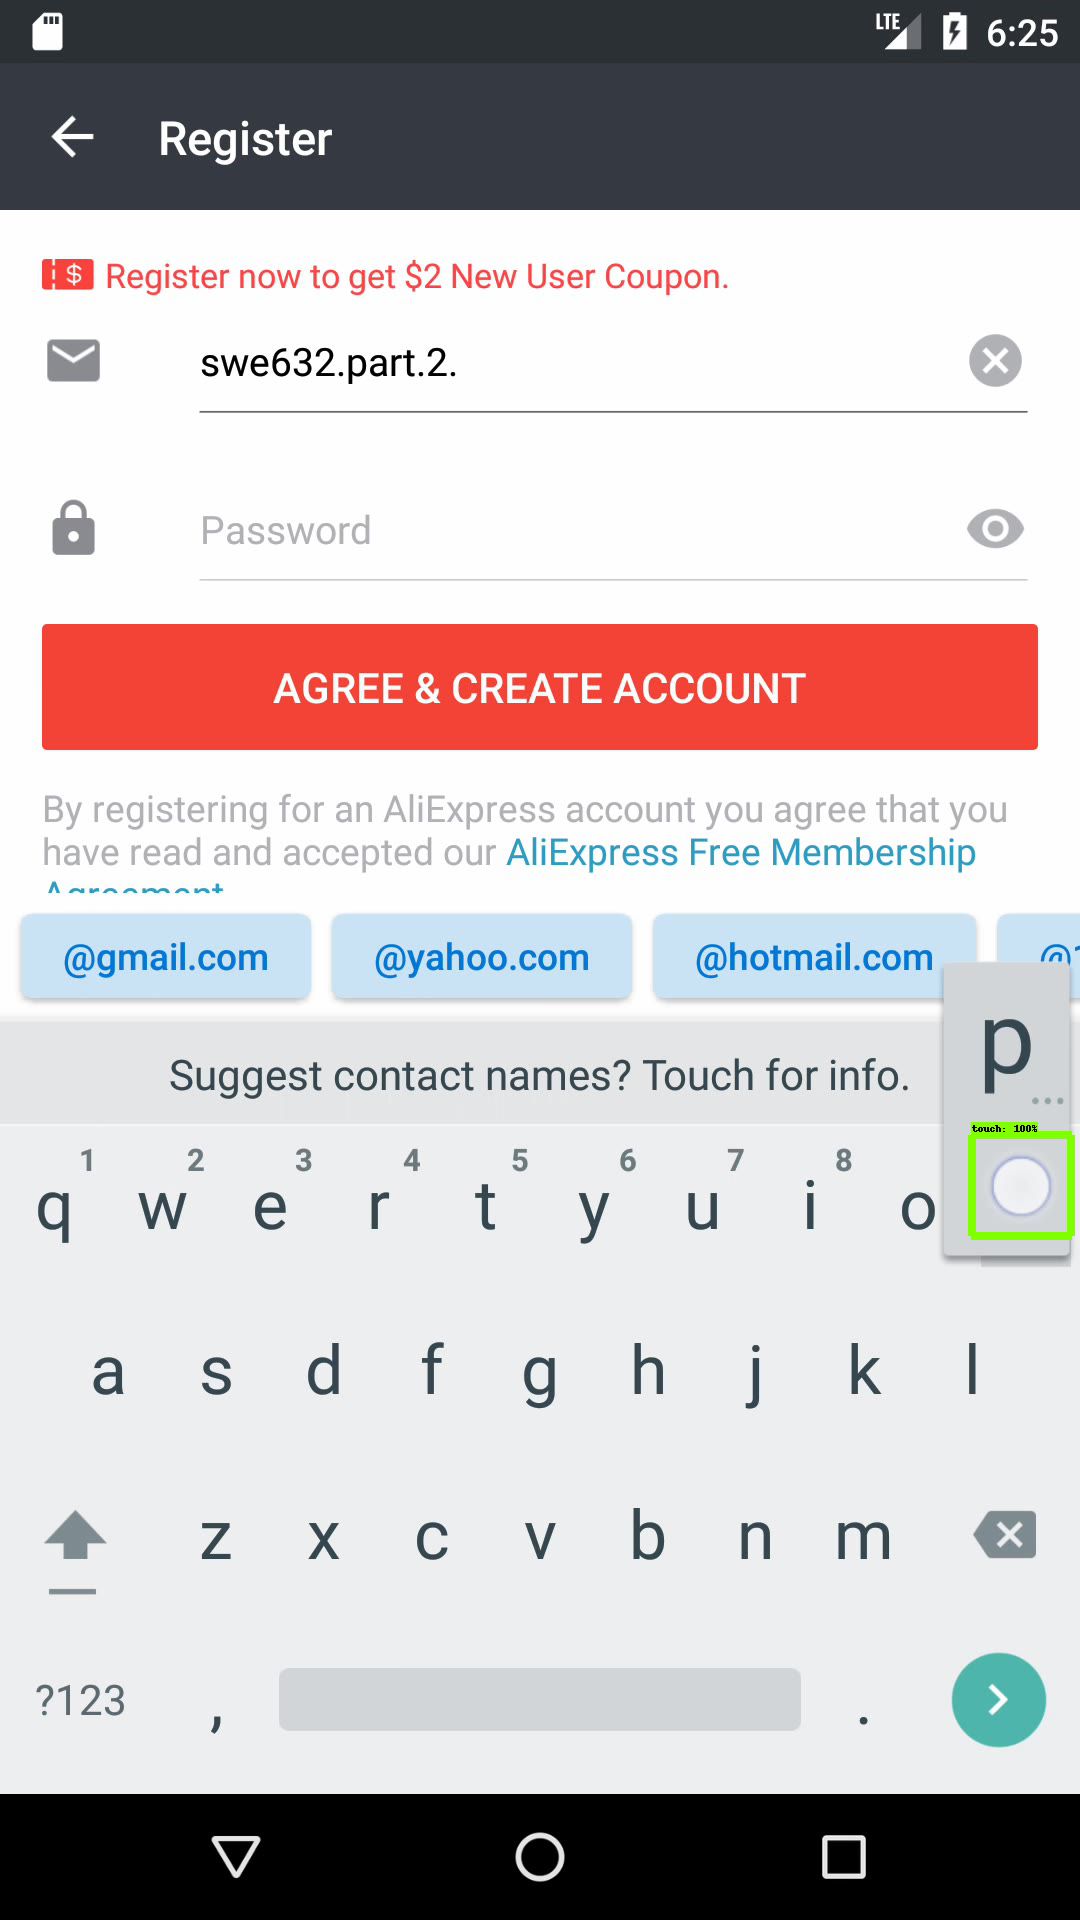 LTE 6:25
Register
$ Register now to get $2 New User Coupon.
swe632.part.2.
Password
AGREE & CREATE ACCOUNT
By registering for an AliExpress account you agree that you
have read and accepted our AliExpress Free Membership
Agreement
@gmail.com @yahoo.com @hotmail.com @1
p
Suggest contact names? Touch for info.
touch: 100%
1 2 3 4 5 6 7 8
q w e r t y u i o
a s d f g h j k l
z x c v b n m
?123 , .